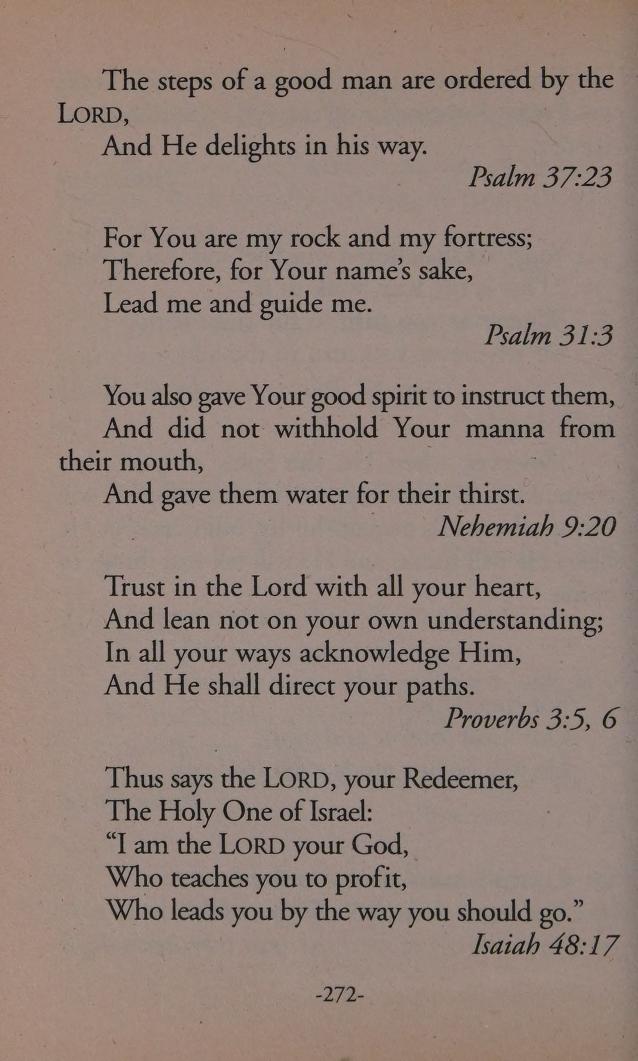 The steps of a good man are ordered by the
LORD,
And He delights in his way.
Psalm 37:23
For You are my rock and my fortress;
Therefore, for Your name's sake,
Lead me and guide me.
Psalm 31:3
You also gave Your good spirit to instruct them,
And did not withhold Your manna from
their mouth,
And gave them water for their thirst.
Nehemiah 9:20
Trust in the Lord with all your heart,
And lean not on your own understanding;
In all your ways acknowledge Him,
And He shall direct your paths.
Proverbs 3:5, 6
Thus says the LORD, your Redeemer,
The Holy One of Israel:
“I am the LORD your God,
Who teaches you to profit,
Who leads you by the way you should go.”
Isaiah 48:17
-272-